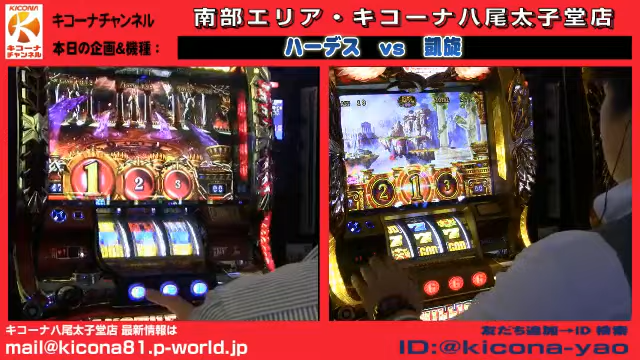 KICONA
キコーナ
チャンネル
キコーナチャンネル
南部エリア・キコーナ八尾太子堂店
本日の企画&機種：
ハーデス vs 凱旋
1 2 3
2 1 3
7 7
GOD
G G G
キコーナ八尾太子堂店 最新情報は
mail@kicona81.p-world.jp
友だち追加→ID 検索
ID:@kicona-yao